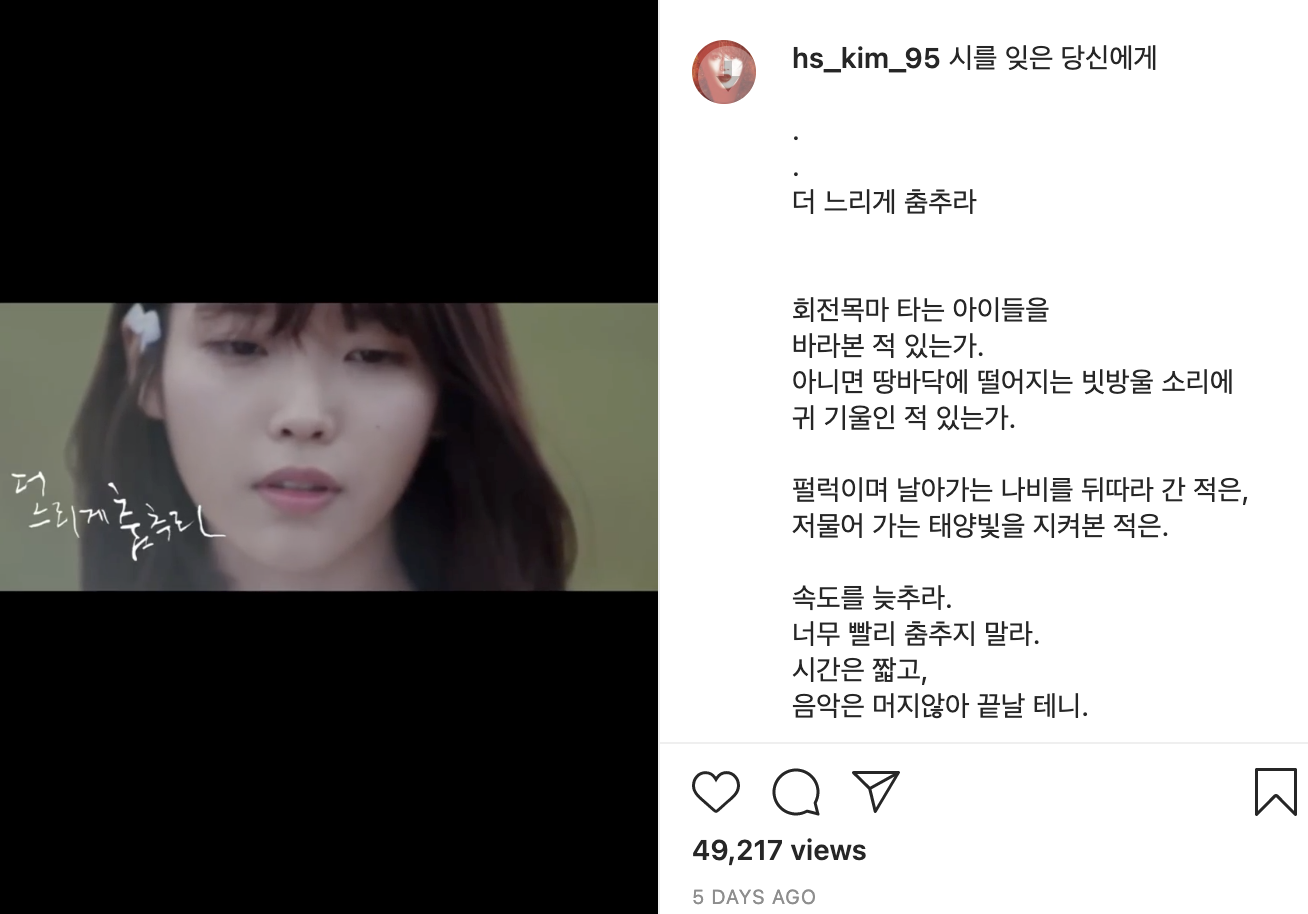 더
느리게 춤추라
hs_kim_95 시를 잊은 당신에게
.
.
더 느리게 춤추라
회전목마 타는 아이들을
바라본 적 있는가.
아니면 땅바닥에 떨어지는 빗방울 소리에
귀 기울인 적 있는가.
펄럭이며 날아가는 나비를 뒤따라 간 적은,
저물어 가는 태양빛을 지켜본 적은.
속도를 늦추라.
너무 빨리 춤추지 말라.
시간은 짧고,
음악은 머지않아 끝날 테니.
49,217 views
5 DAYS AGO